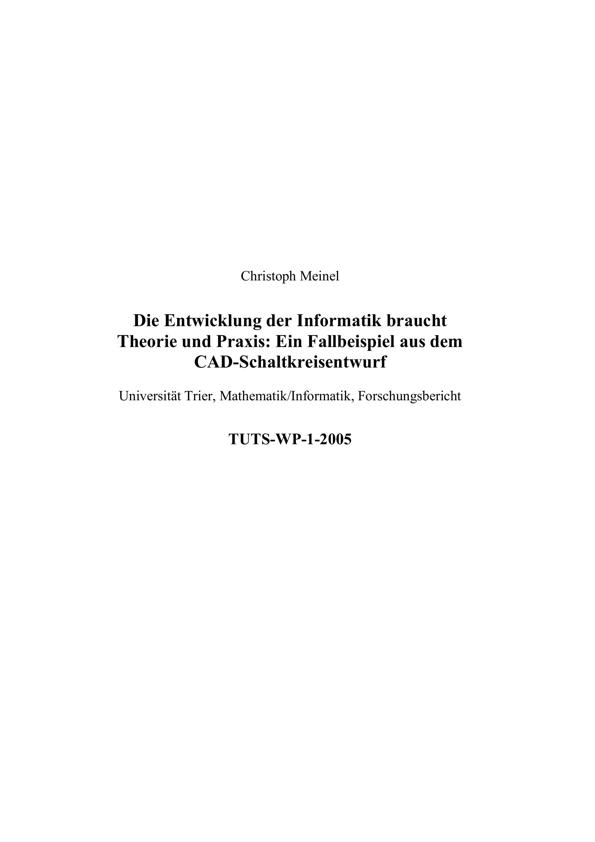 Christoph Meinel
Die Entwicklung der Informatik braucht
Theorie und Praxis: Ein Fallbeispiel aus dem
CAD-Schaltkreisentwurf
Universität Trier, Mathematik/Informatik, Forschungsbericht
TUTS-WP-1-2005